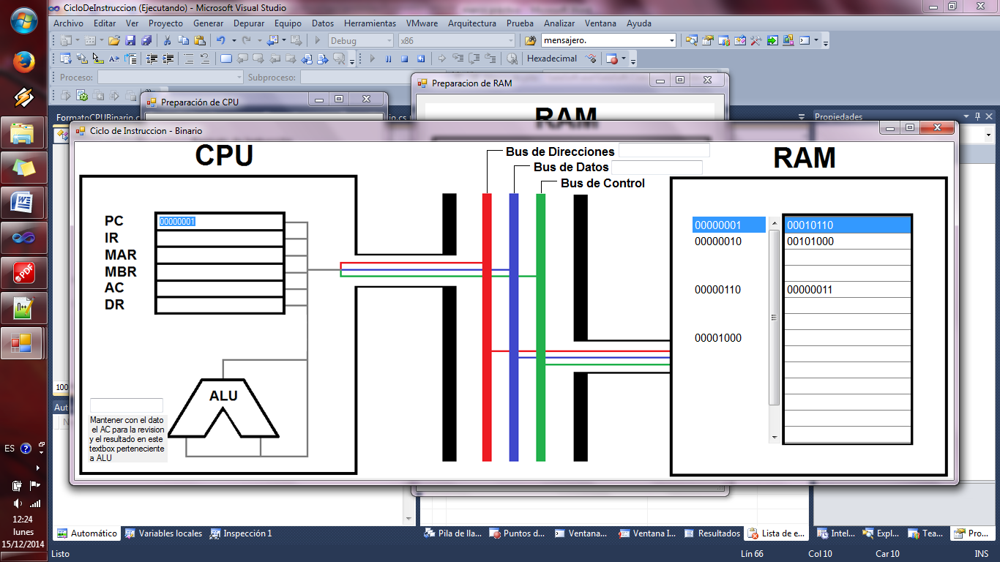 CicloDeInstruccion (Ejecutando) - Microsoft Visual Studio
Archivo Editar Ver Proyecto Generar Depurar Equipo Datos Herramientas VMware Arquitectura Prueba Analizar Ventana Ayuda
Debug x86 mensajero.
Hexadecimal
Proceso: Subproceso:
Preparación de CPU
Preparacion de RAM
RAM
FormatoCPUBinario.c
io.cs
Propiedades
Ciclo de Instruccion - Binario
CPU
Bus de Direcciones
Bus de Datos
Bus de Control
RAM
PC 00000001
IR
MAR
MBR
AC
DR
00000001 00010110
00000010 00101000
00000110 00000011
00001000
ALU
Mantener con el dato
el AC para la revision
y el resultado en este
textbox perteneciente
a ALU
100
Aut
N
PDF
ES
12:24
lunes
15/12/2014
Automático Variables locales Inspección 1 Pila de lla... Puntos d... Ventana... Ventana I... Resultados Lista de e... Intel... Expl... Tea... Pro...
Listo Lín 66 Col 10 Car 10 INS